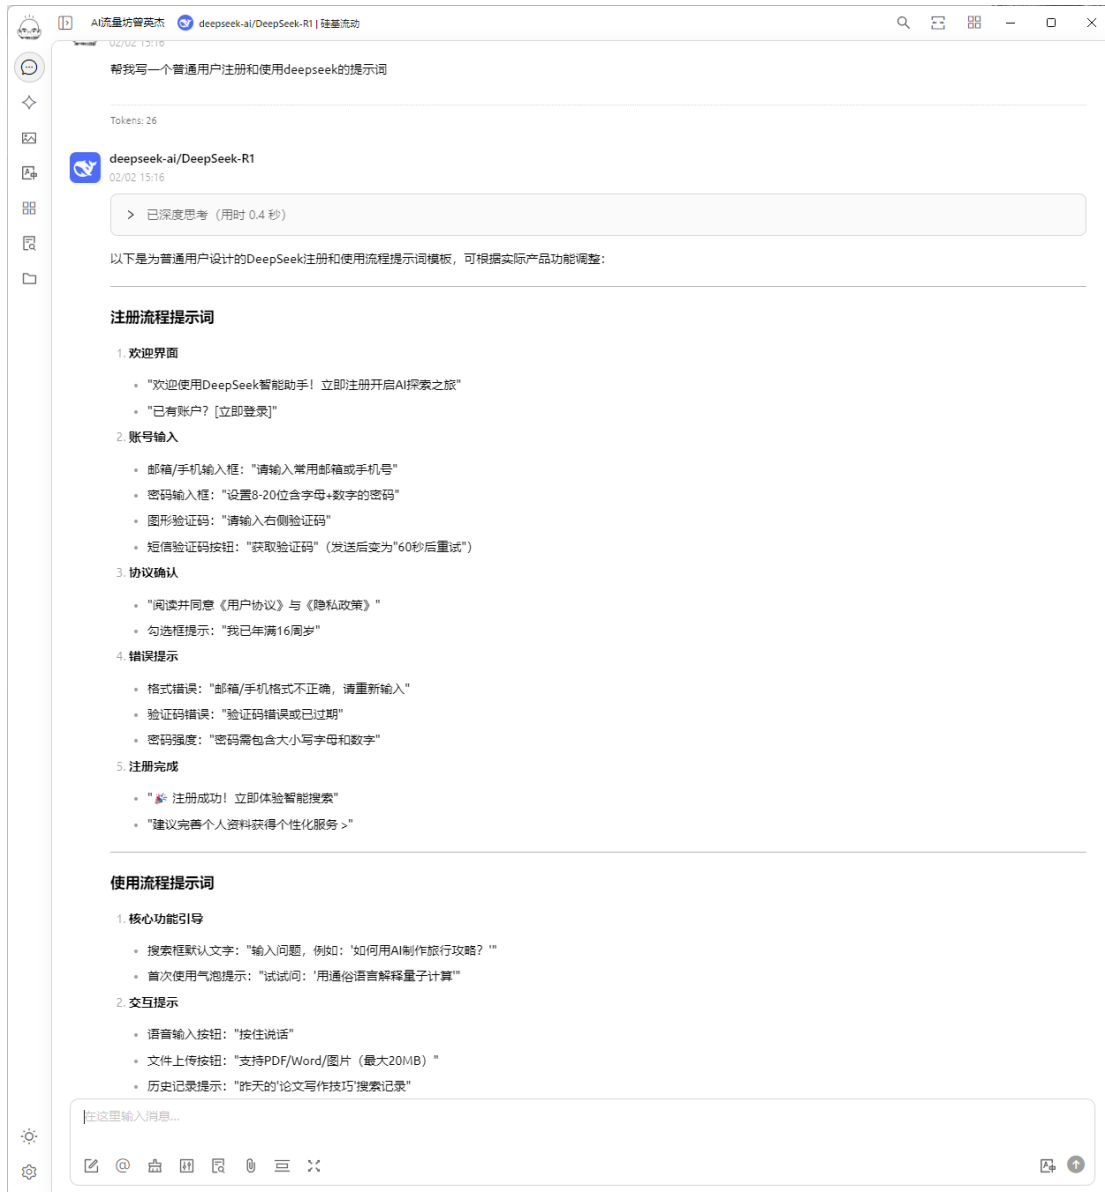 AI流量坊曾英杰 deepseek-ai/DeepSeek-R1 | 硅基流动
02/02 15:16
帮我写一个普通用户注册和使用deepseek的提示词
Tokens: 26
deepseek-ai/DeepSeek-R1
02/02 15:16
已深度思考（用时 0.4 秒）
以下是为普通用户设计的DeepSeek注册和使用流程提示词模板，可根据实际产品功能调整：
注册流程提示词
1. 欢迎界面
"欢迎使用DeepSeek智能助手！立即注册开启AI探索之旅"
"已有账户？[立即登录]"
2. 账号输入
邮箱/手机输入框："请输入常用邮箱或手机号"
密码输入框："设置8-20位含字母+数字的密码"
图形验证码："请输入右侧验证码"
短信验证码按钮："获取验证码"（发送后变为"60秒后重试"）
3. 协议确认
"阅读并同意《用户协议》与《隐私政策》"
勾选框提示："我已年满16周岁"
4. 错误提示
格式错误："邮箱/手机格式不正确，请重新输入"
验证码错误："验证码错误或已过期"
密码强度："密码需包含大小写字母和数字"
5. 注册完成
"🎉 注册成功！立即体验智能搜索"
"建议完善个人资料获得个性化服务 >"
使用流程提示词
1. 核心功能引导
搜索框默认文字："输入问题，例如：'如何用AI制作旅行攻略？'"
首次使用气泡提示："试试问：'用通俗语言解释量子计算'"
2. 交互提示
语音输入按钮："按住说话"
文件上传按钮："支持PDF/Word/图片（最大20MB）"
历史记录提示："昨天的'论文写作技巧'搜索记录"
在这里输入消息...